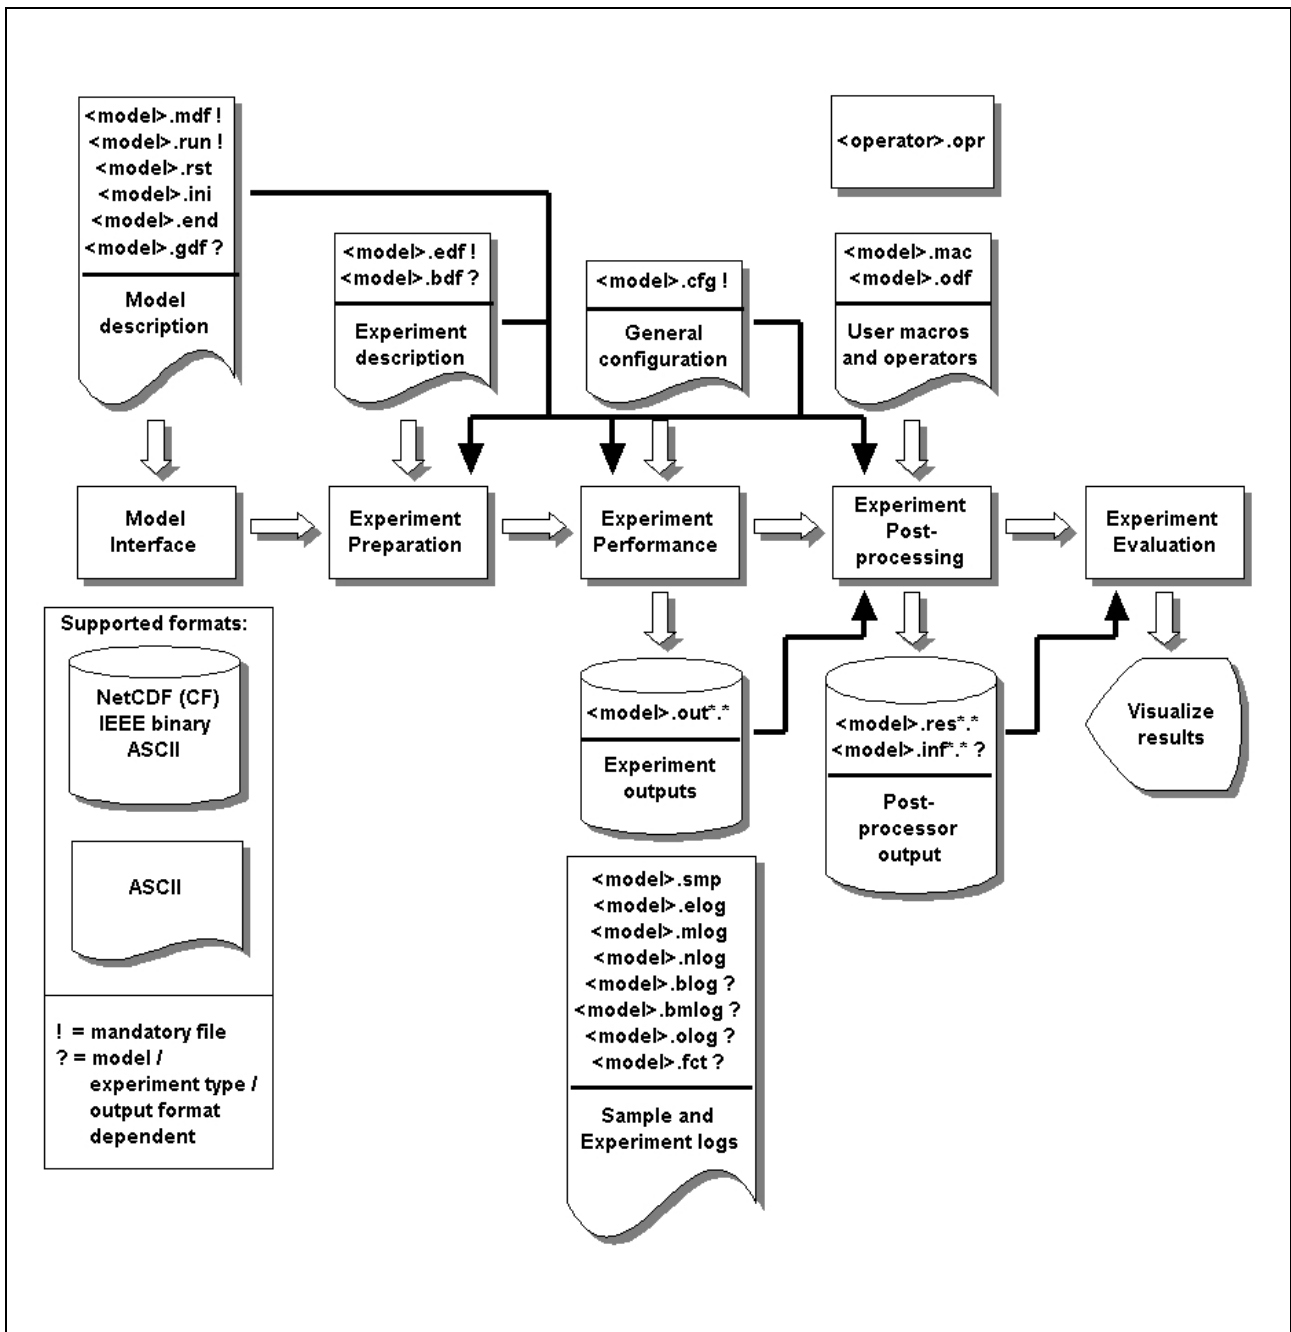 <model>.mdf !
<model>.run !
<model>.rst
<model>.ini
<model>.end
<model>.gdf ?
Model
description
<model>.edf !
<model>.bdf ?
Experiment
description
<model>.cfg !
General
configuration
<operator>.opr
<model>.mac
<model>.odf
User macros
and operators
Model
Interface
Experiment
Preparation
Experiment
Performance
Experiment
Post-
processing
Experiment
Evaluation
Supported formats:
NetCDF (CF)
IEEE binary
ASCII
ASCII
! = mandatory file
? = model /
experiment type /
output format
dependent
<model>.out*.*
Experiment
outputs
<model>.smp
<model>.elog
<model>.mlog
<model>.nlog
<model>.blog ?
<model>.bmlog ?
<model>.olog ?
<model>.fct ?
Sample and
Experiment logs
<model>.res*.*
<model>.inf*.* ?
Post-
processor
output
Visualize
results